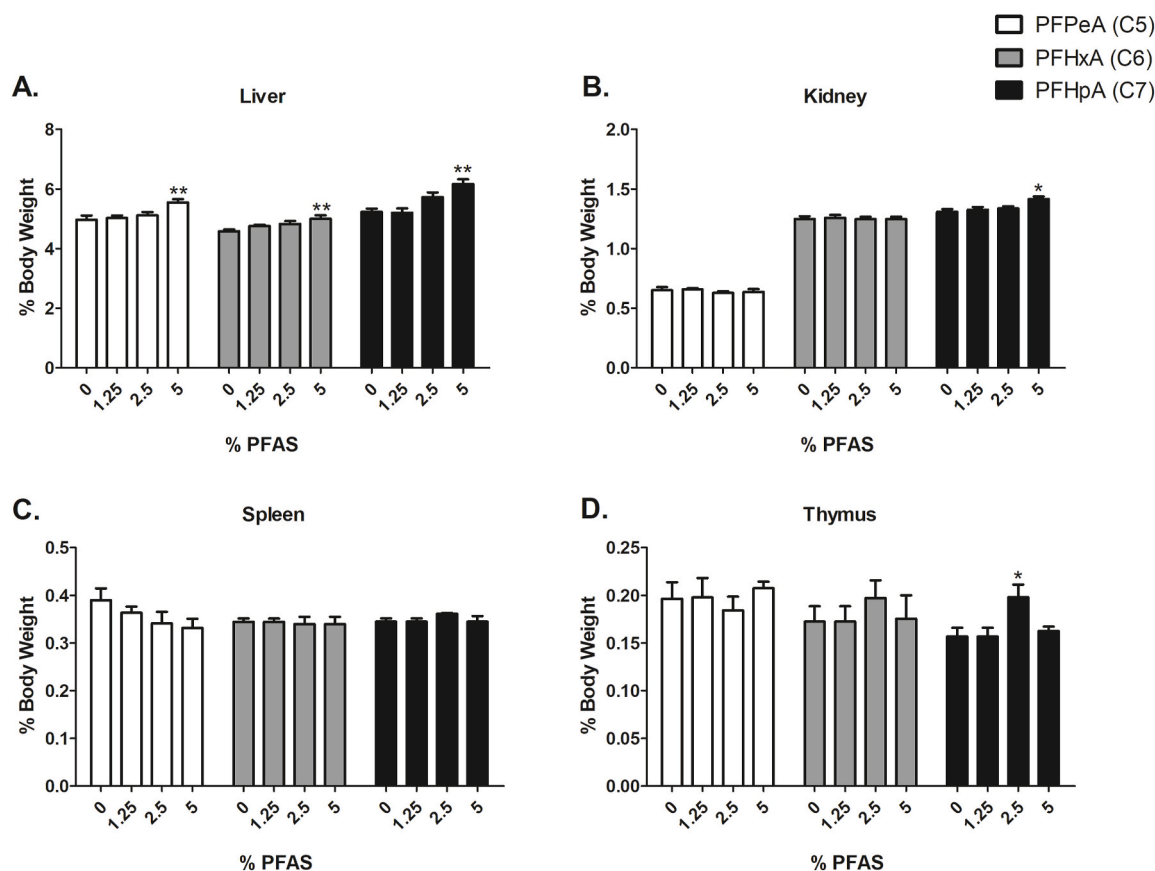 PFPeA (C5)
PFHxA (C6)
PFHpA (C7)
A.
Liver
% Body Weight
8
6
4
2
0
** ** **
0 1.25 2.5 5 0 1.25 2.5 5 0 1.25 2.5 5
% PFAS
B.
Kidney
% Body Weight
2.0
1.5
1.0
0.5
0.0
*
0 1.25 2.5 5 0 1.25 2.5 5 0 1.25 2.5 5
% PFAS
C.
Spleen
% Body Weight
0.5
0.4
0.3
0.2
0.1
0.0
0 1.25 2.5 5 0 1.25 2.5 5 0 1.25 2.5 5
% PFAS
D.
Thymus
% Body Weight
0.25
0.20
0.15
0.10
0.05
0.00
*
0 1.25 2.5 5 0 1.25 2.5 5 0 1.25 2.5 5
% PFAS